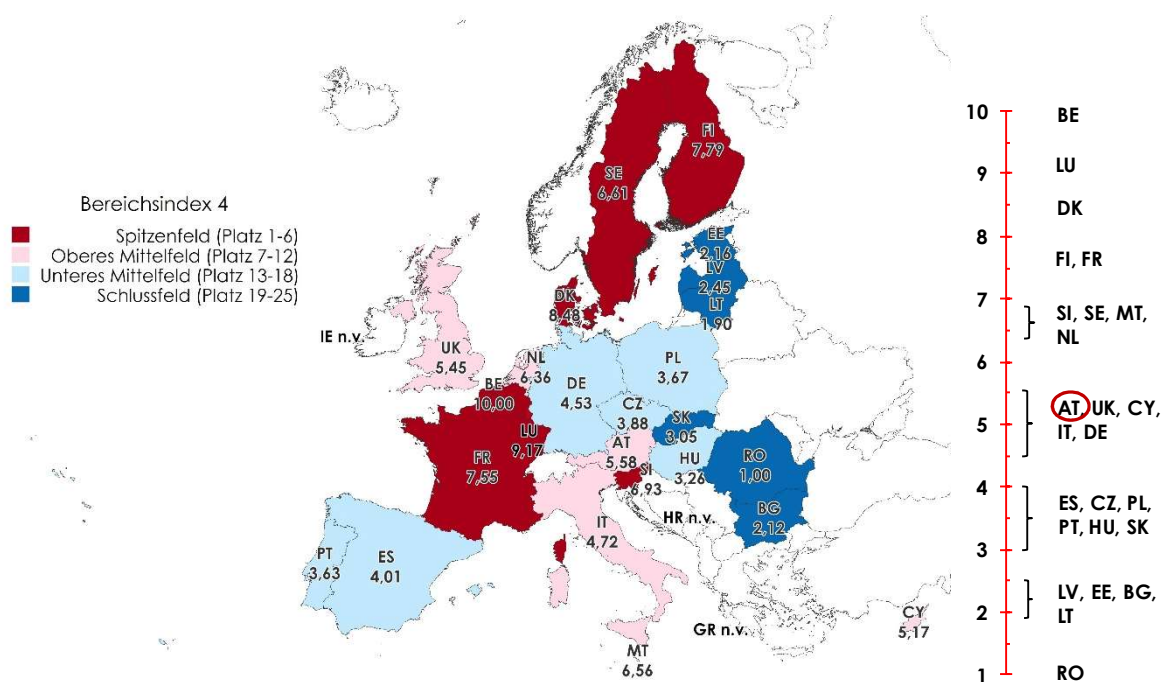 Bereichsindex 4
Spitzenfeld (Platz 1-6)
Oberes Mittelfeld (Platz 7-12)
Unteres Mittelfeld (Platz 13-18)
Schlussfeld (Platz 19-25)
FI
7,79
SE
6,61
EE
2,16
LV
2,45
LT
1,90
DK
8,48
IE n.v.
UK
5,45
NL
6,36
BE
10,00
DE
4,53
PL
3,67
CZ
3,88
SK
3,05
LU
9,17
AT
5,58
HU
3,26
FR
7,55
SI
6,93
RO
1,00
HR n.v.
BG
2,12
IT
4,72
PT
3,63
ES
4,01
GR n.v.
CY
5,17
MT
6,56
10
9
8
7
6
5
4
3
2
1
BE
LU
DK
FI, FR
SI, SE, MT,
NL
AT, UK, CY,
IT, DE
ES, CZ, PL,
PT, HU, SK
LV, EE, BG,
LT
RO